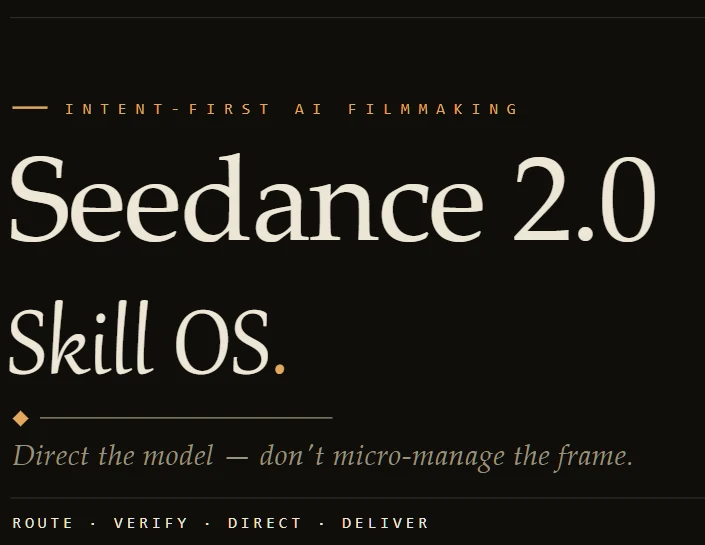 INTENT-FIRST AI FILMMAKING
Seedance 2.0
Skill OS.
Direct the model — don't micro-manage the frame.
ROUTE · VERIFY · DIRECT · DELIVER